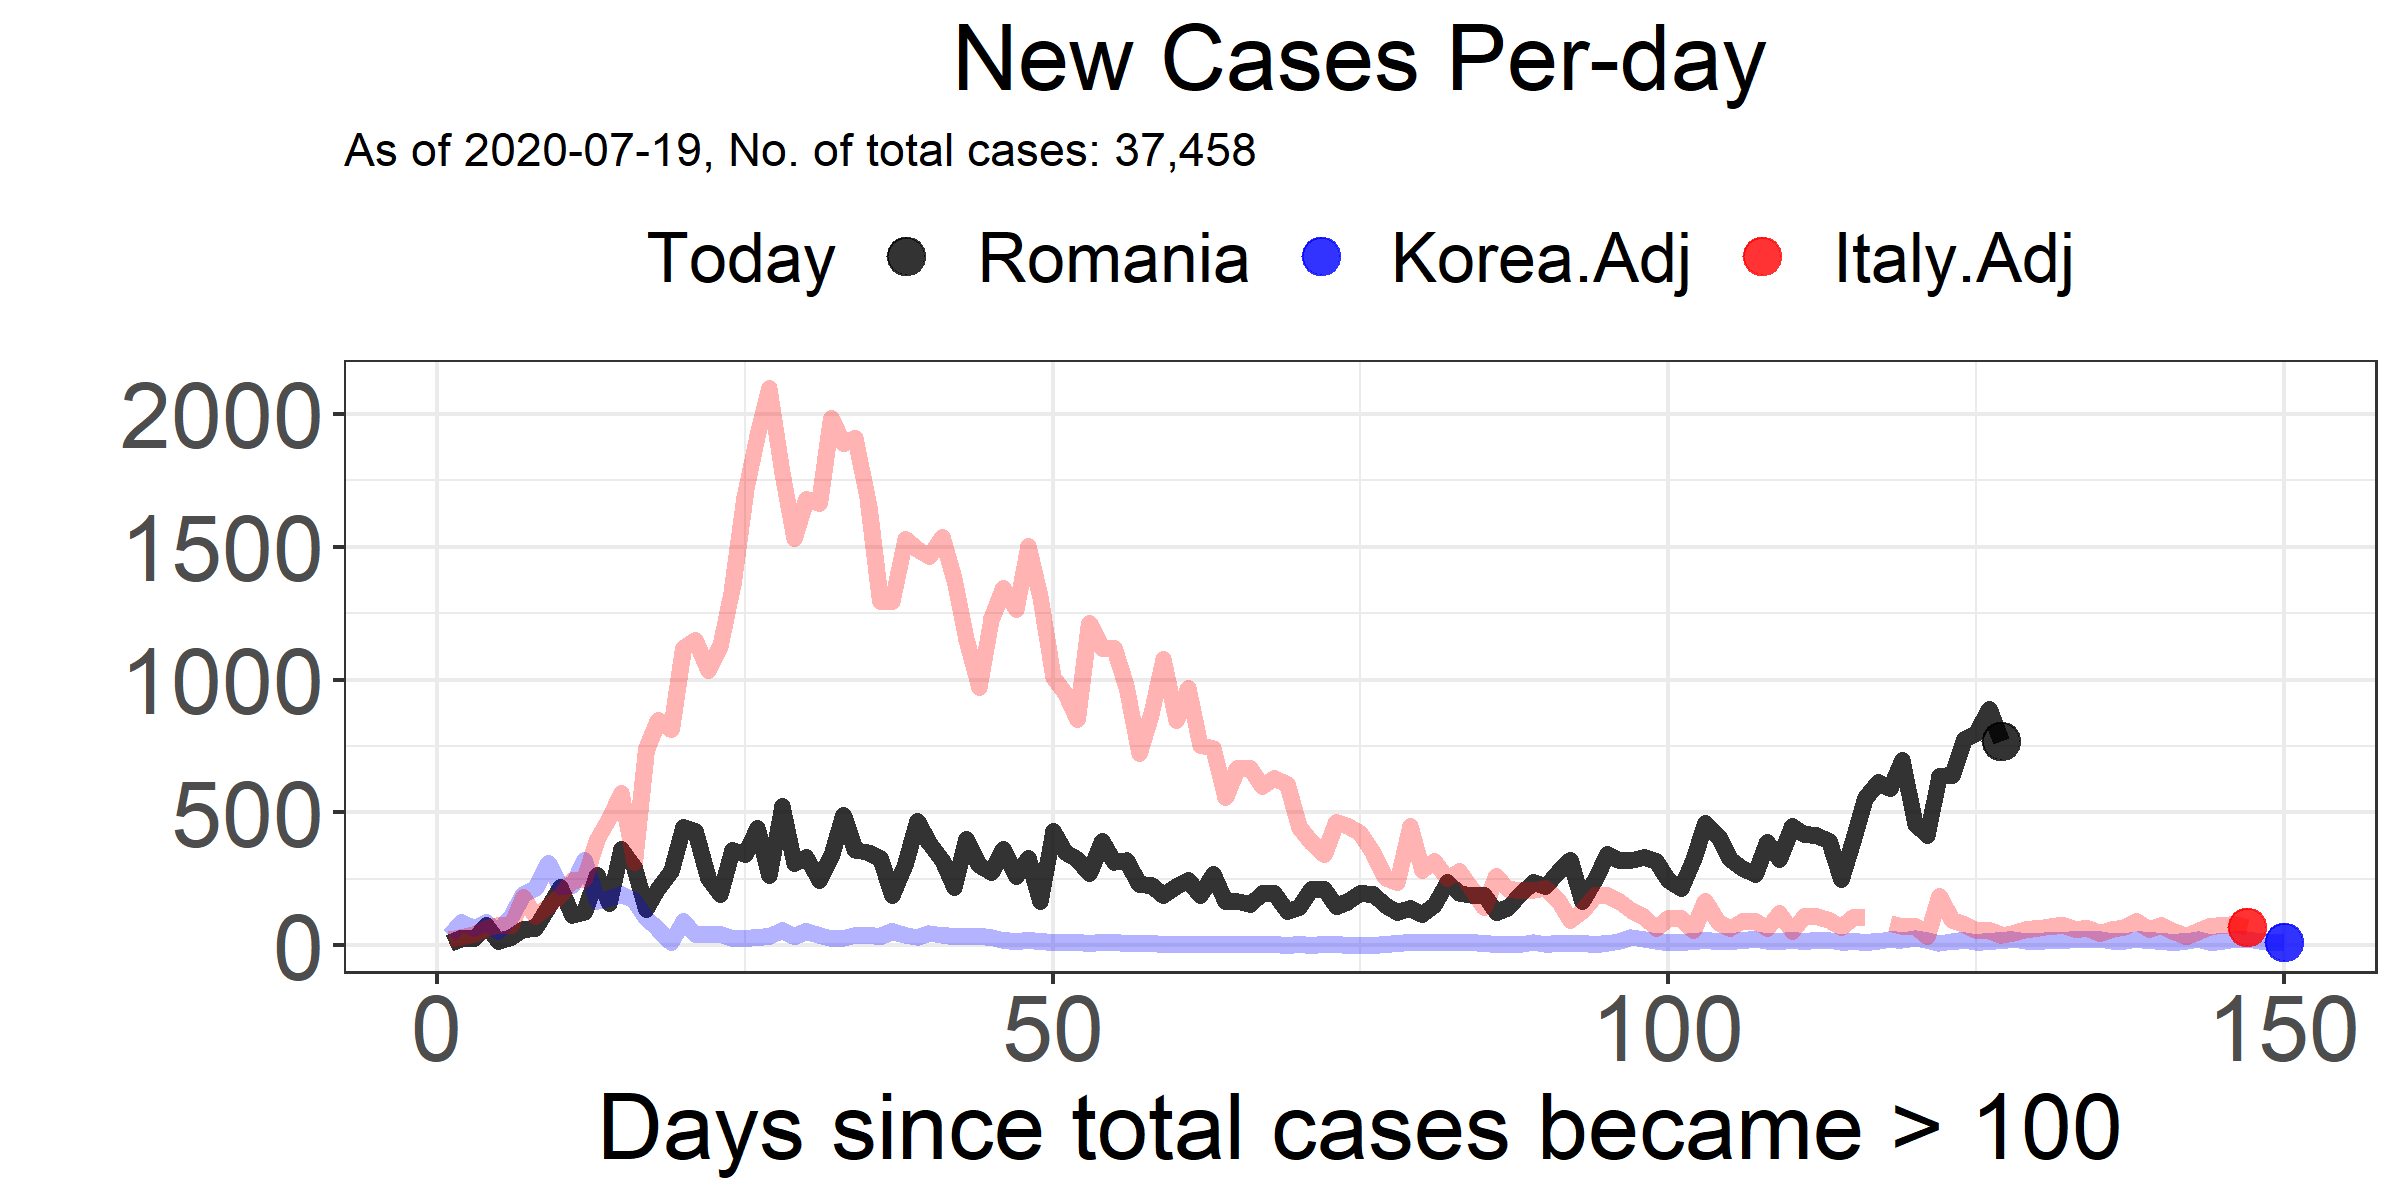 New Cases Per-day
As of 2020-07-19, No. of total cases: 37,458
Today Romania Korea.Adj Italy.Adj
2000
1500
1000
500
0
0 50 100 150
Days since total cases became > 100